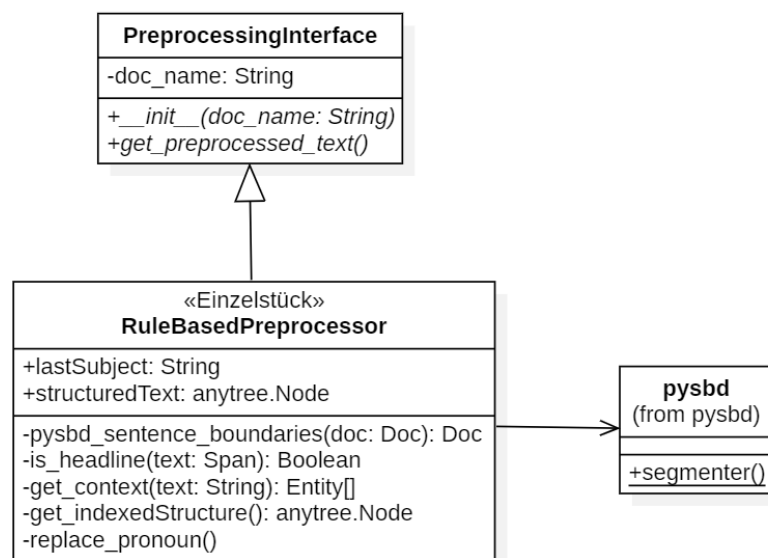 PreprocessingInterface
-doc_name: String
+__init__(doc_name: String)
+get_preprocessed_text()
«Einzelstück»
RuleBasedPreprocessor
+lastSubject: String
+structuredText: anytree.Node
-pysbd_sentence_boundaries(doc: Doc): Doc
-is_headline(text: Span): Boolean
-get_context(text: String): Entity[]
-get_indexedStructure(): anytree.Node
-replace_pronoun()
pysbd
(from pysbd)
+segmenter()